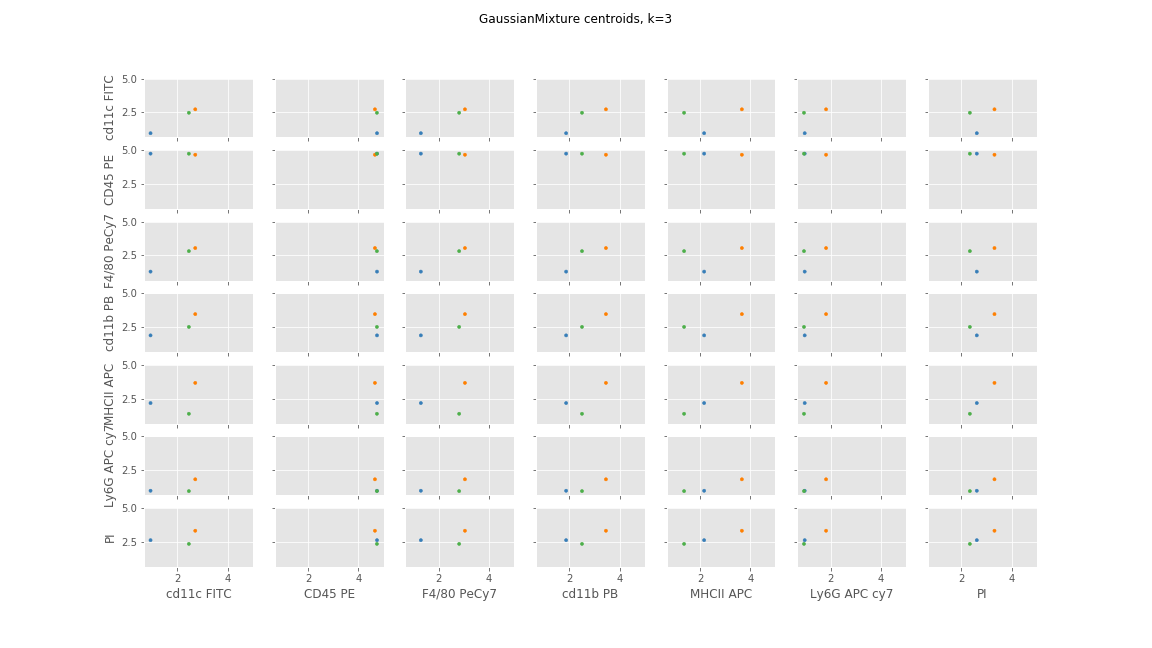 GaussianMixture centroids, k=3
cd11c FITC
5.0
2.5
CD45 PE
5.0
2.5
F4/80 PeCy7
5.0
2.5
cd11b PB
5.0
2.5
MHCII APC
5.0
2.5
Ly6G APC cy7
5.0
2.5
PI
5.0
2.5
2 4 2 4 2 4 2 4 2 4 2 4 2 4
cd11c FITC CD45 PE F4/80 PeCy7 cd11b PB MHCII APC Ly6G APC cy7 PI